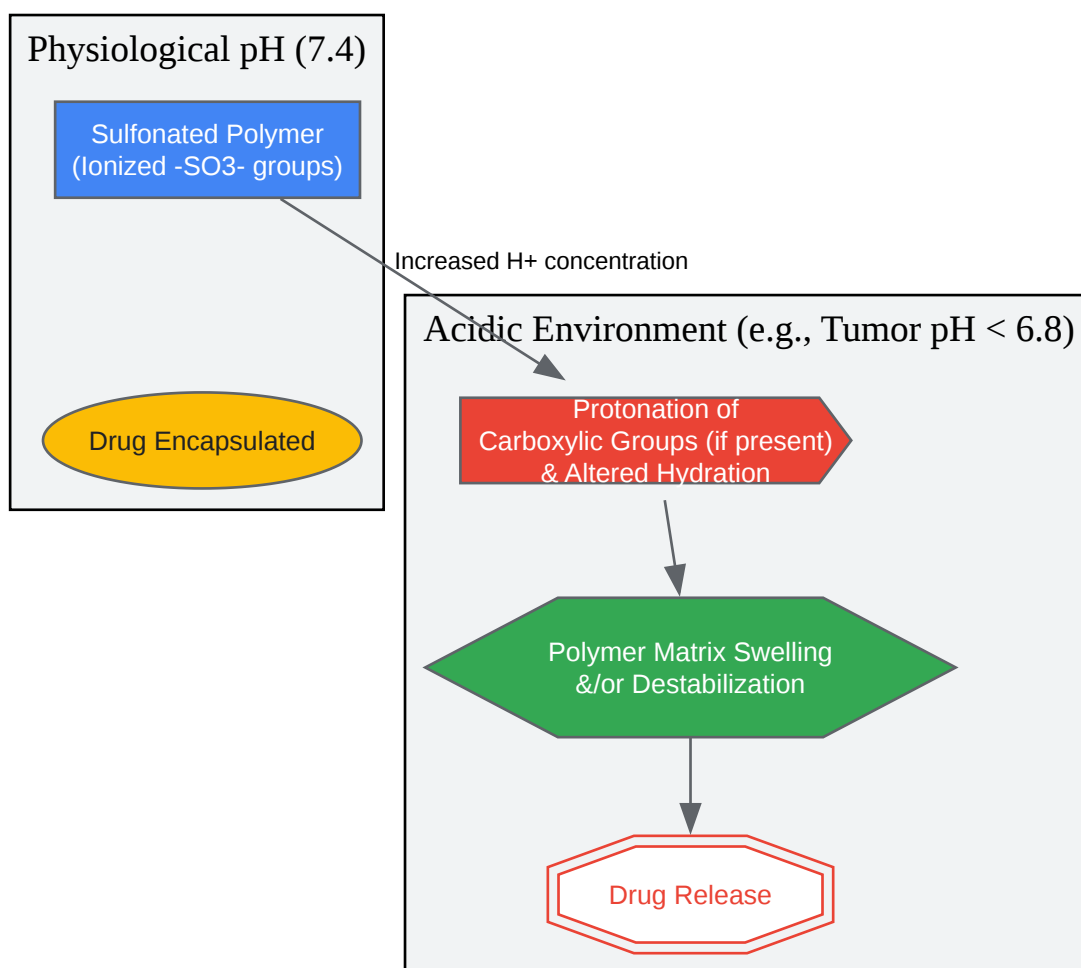 Physiological pH (7.4)
Sulfonated Polymer
(Ionized -SO3- groups)
Increased H+ concentration
Acidic Environment (e.g., Tumor pH < 6.8)
Drug Encapsulated
Protonation of
Carboxylic Groups (if present)
& Altered Hydration
Polymer Matrix Swelling
&/or Destabilization
Drug Release